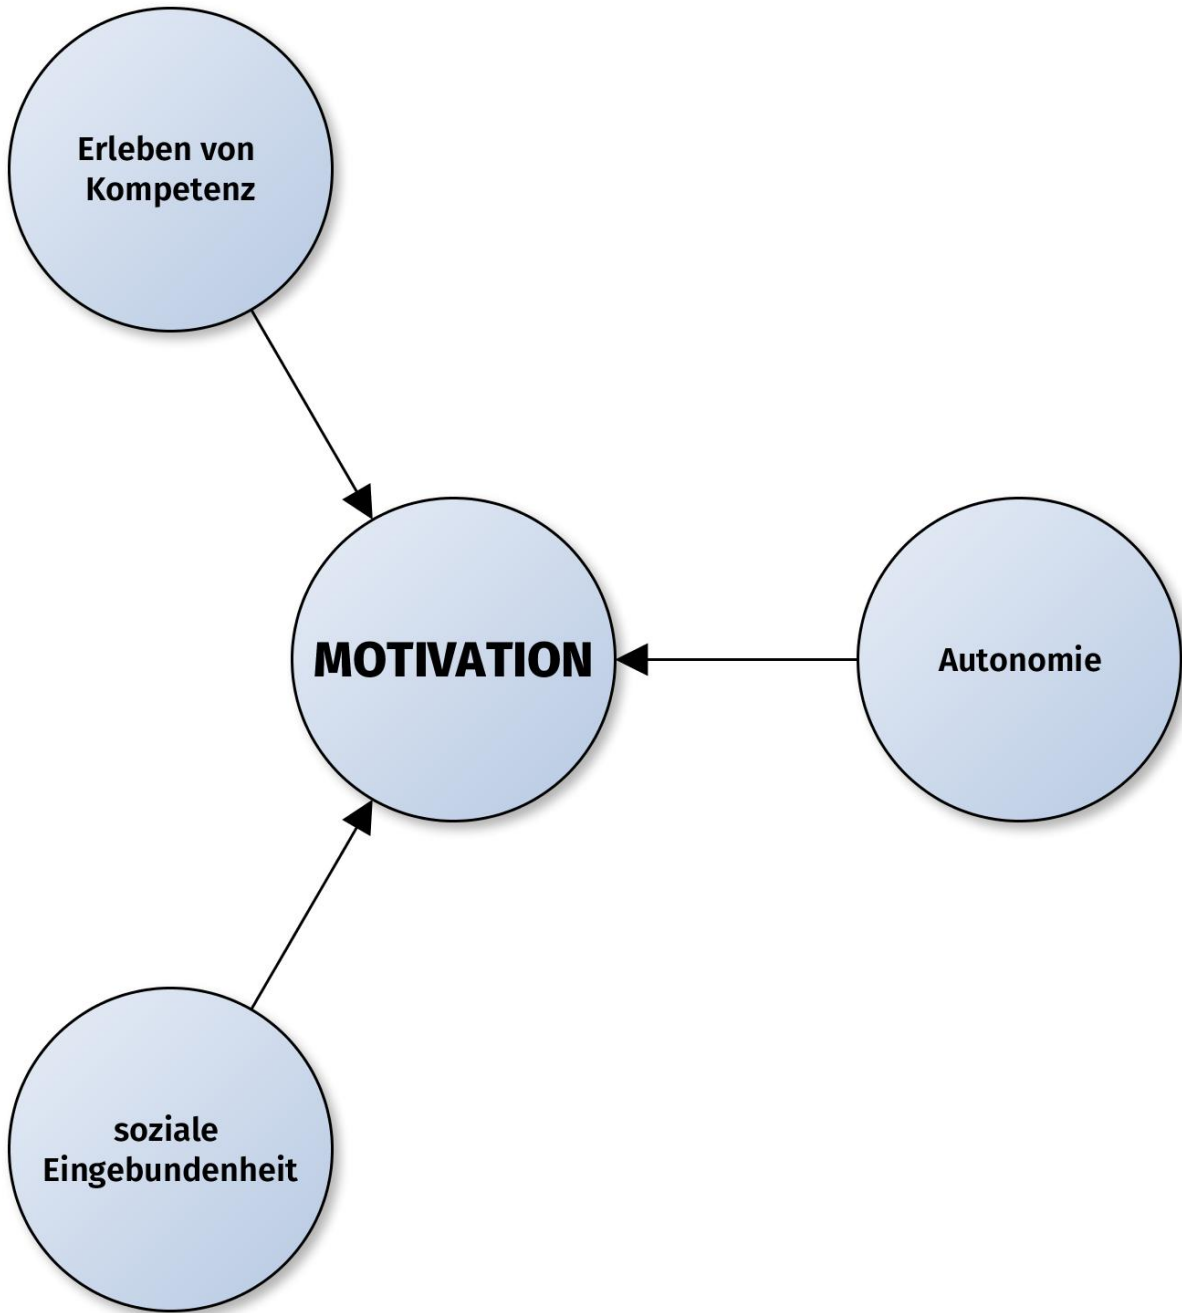 Erleben von
Kompetenz
MOTIVATION
Autonomie
soziale
Eingebundenheit